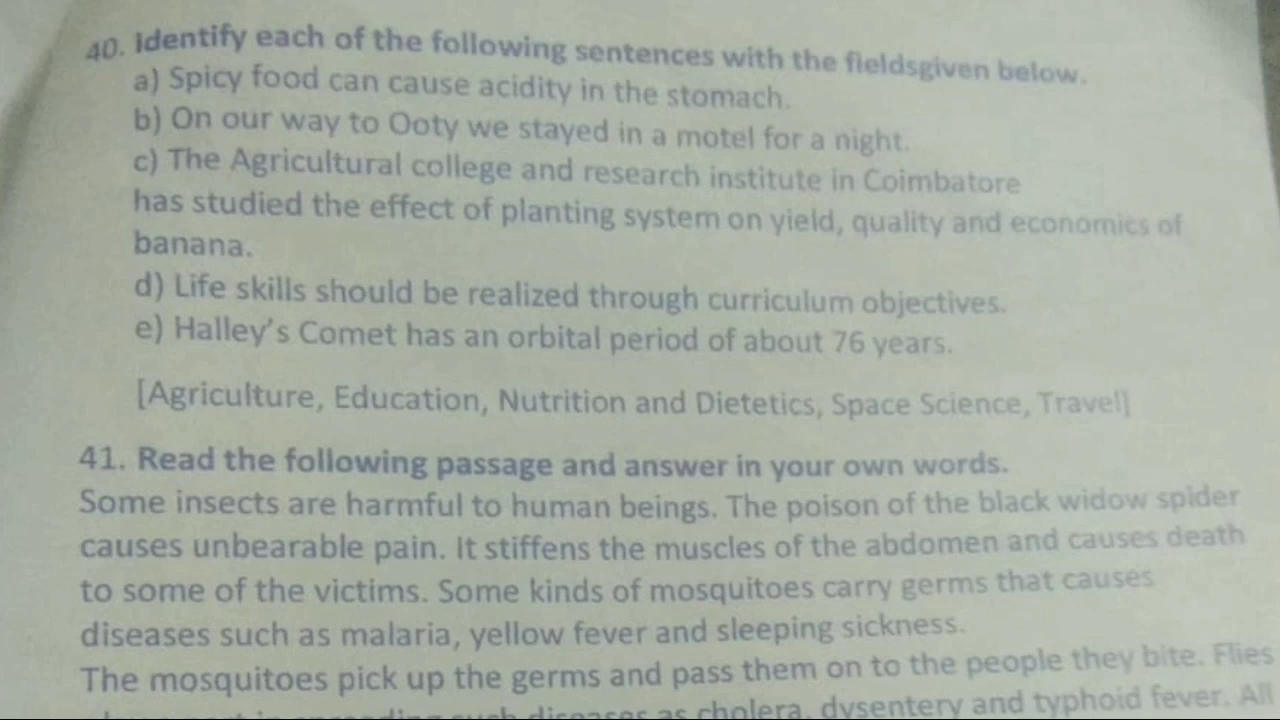 40. Identify each of the following sentences with the fieldsgiven below.
a) Spicy food can cause acidity in the stomach.
b) On our way to Ooty we stayed in a motel for a night.
c) The Agricultural college and research institute in Coimbatore
has studied the effect of planting system on yield, quality and economics of
banana.
d) Life skills should be realized through curriculum objectives.
e) Halley's Comet has an orbital period of about 76 years.
[Agriculture, Education, Nutrition and Dietetics, Space Science, Travel]
41. Read the following passage and answer in your own words.
Some insects are harmful to human beings. The poison of the black widow spider
causes unbearable pain. It stiffens the muscles of the abdomen and causes death
to some of the victims. Some kinds of mosquitoes carry germs that causes
diseases such as malaria, yellow fever and sleeping sickness.
The mosquitoes pick up the germs and pass them on to the people they bite. Flies
spreading such diseases as cholera, dysentery and typhoid fever. All